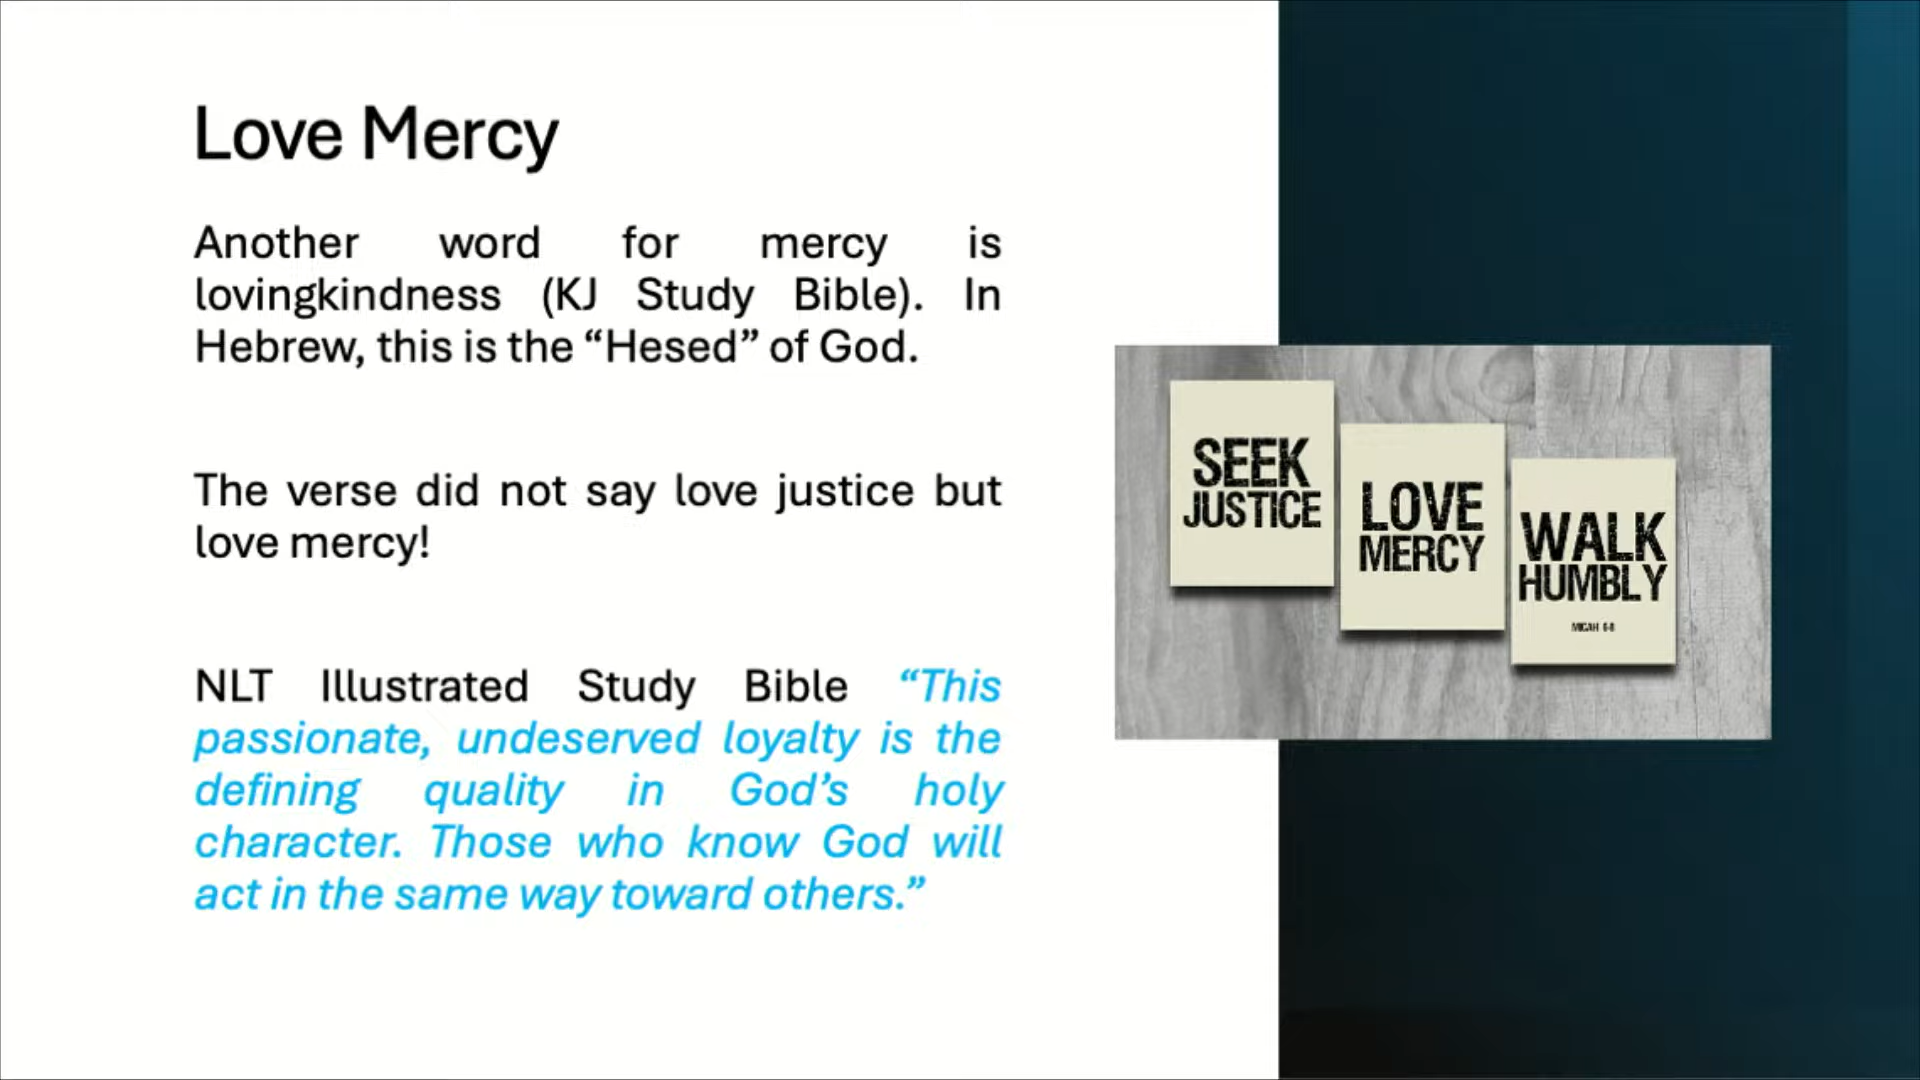 Love Mercy
Another word for mercy is
lovingkindness (KJ Study Bible). In
Hebrew, this is the “Hesed” of God.
The verse did not say love justice but
love mercy!
NLT Illustrated Study Bible “This
passionate, undeserved loyalty is the
defining quality in God’s holy
character. Those who know God will
act in the same way toward others.”
SEEK
JUSTICE
LOVE
MERCY
WALK
HUMBLY
MICAH 6:8